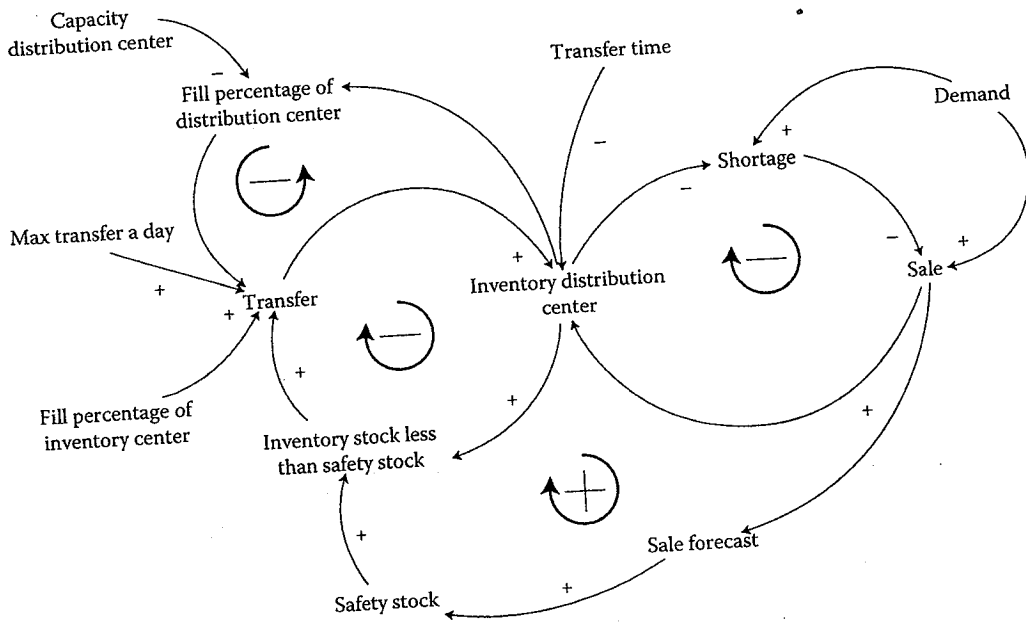 Capacity
distribution center
Transfer time
−
Fill percentage of
distribution center
Demand
−
+
Shortage
−
−
−
Max transfer a day
+
−
+
Sale
+
Inventory distribution
center
+
Transfer
−
+
+
+
Fill percentage of
inventory center
Inventory stock less
than safety stock
+
+
Sale forecast
+
Safety stock